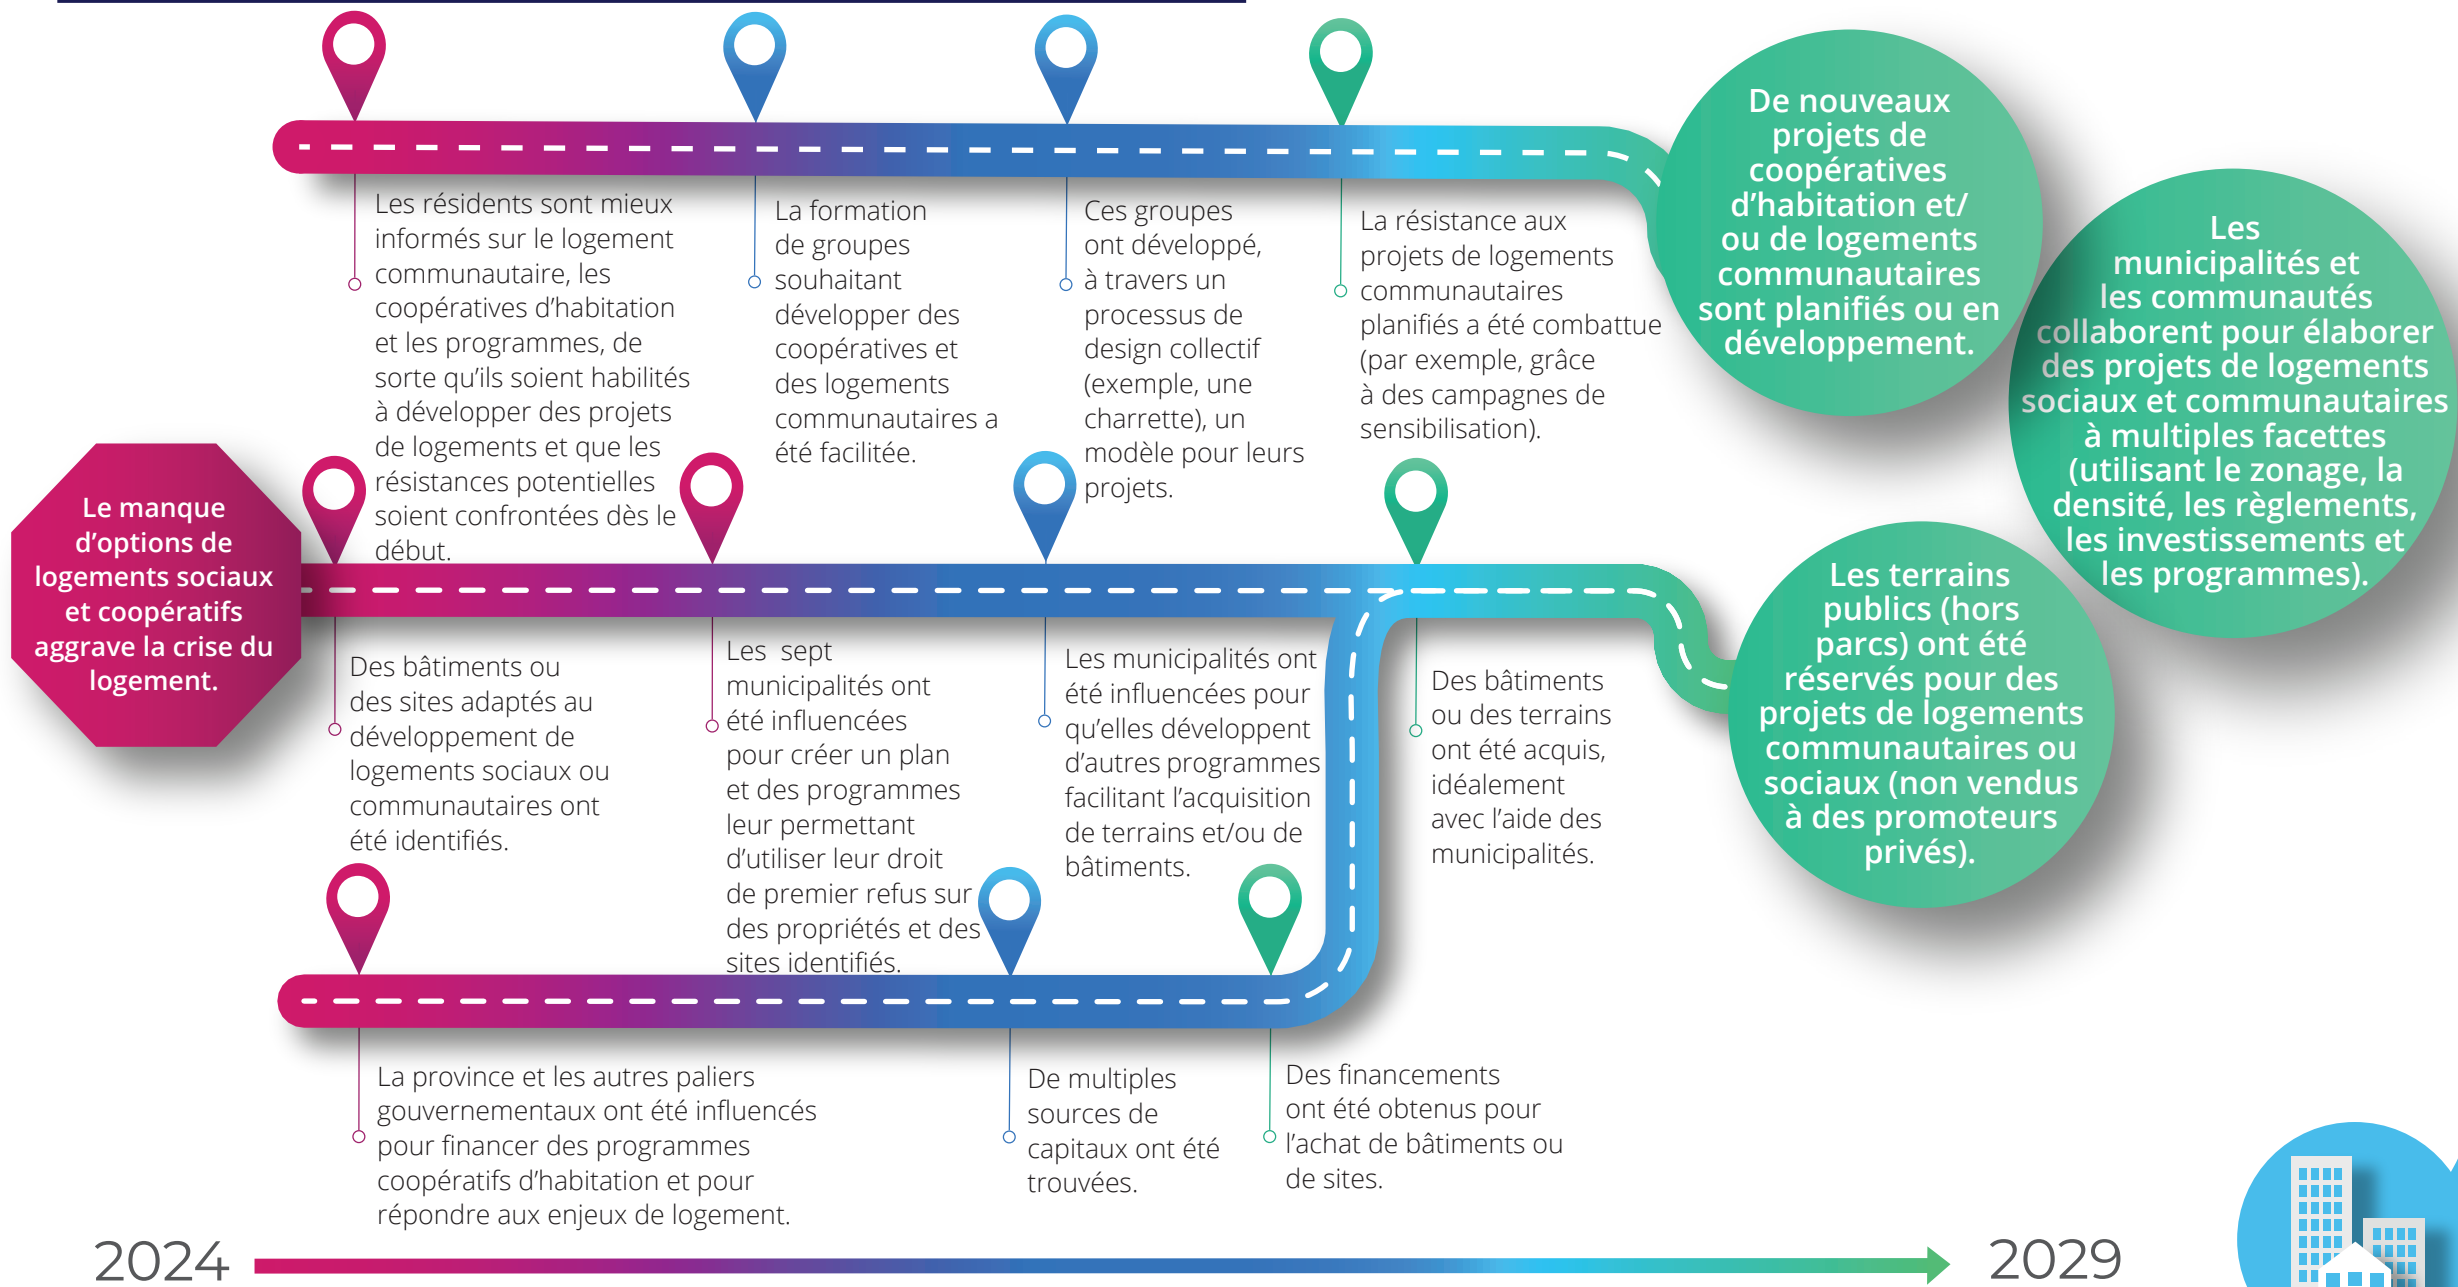 Les résidents sont mieux
informés sur le logement
communautaire, les
coopératives d'habitation
et les programmes, de
sorte qu'ils soient habilités
à développer des projets
de logements et que les
résistances potentielles
soient confrontées dès le
début.
La formation
de groupes
souhaitant
développer des
coopératives et
des logements
communautaires a
été facilitée.
Ces groupes
ont développé,
à travers un
processus de
design collectif
(exemple, une
charrette), un
modèle pour leurs
projets.
La résistance aux
projets de logements
communautaires
planifiés a été combattue
(par exemple, grâce
à des campagnes de
sensibilisation).
De nouveaux
projets de
coopératives
d'habitation et/
ou de logements
communautaires
sont planifiés ou en
développement.
Les
municipalités et
les communautés
collaborent pour élaborer
des projets de logements
sociaux et communautaires
à multiples facettes
(utilisant le zonage, la
densité, les règlements,
les investissements et
les programmes).
Le manque
d'options de
logements sociaux
et coopératifs
aggrave la crise du
logement.
Des bâtiments ou
des sites adaptés au
développement de
logements sociaux ou
communautaires ont
été identifiés.
Les sept
municipalités ont
été influencées
pour créer un plan
et des programmes
leur permettant
d'utiliser leur droit
de premier refus sur
des propriétés et des
sites identifiés.
Les municipalités ont
été influencées pour
qu'elles développent
d'autres programmes
facilitant l'acquisition
de terrains et/ou de
bâtiments.
Des bâtiments
ou des terrains
ont été acquis,
idéalement
avec l'aide des
municipalités.
Les terrains
publics (hors
parcs) ont été
réservés pour des
projets de logements
communautaires ou
sociaux (non vendus
à des promoteurs
privés).
La province et les autres paliers
gouvernementaux ont été influencés
pour financer des programmes
coopératifs d'habitation et pour
répondre aux enjeux de logement.
De multiples
sources de
capitaux ont été
trouvées.
Des financements
ont été obtenus pour
l'achat de bâtiments ou
de sites.
2024
2029